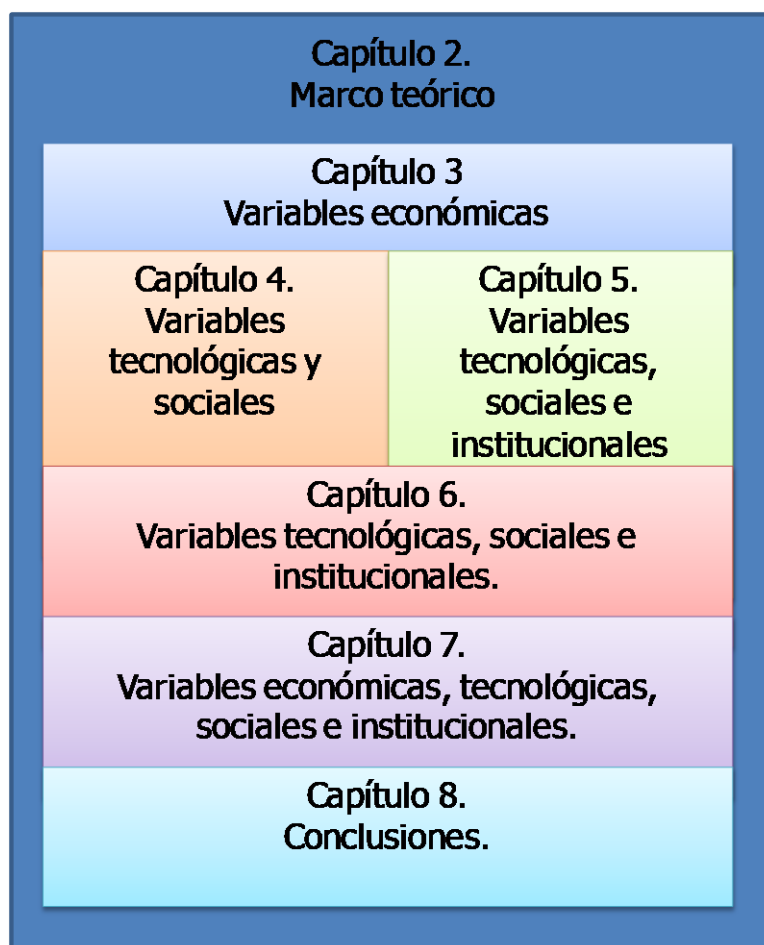 Capítulo 2.
Marco teórico
Capítulo 3
Variables económicas
Capítulo 4.
Variables
tecnológicas y
sociales
Capítulo 5.
Variables
tecnológicas,
sociales e
institucionales
Capítulo 6.
Variables tecnológicas, sociales e
institucionales.
Capítulo 7.
Variables económicas, tecnológicas,
sociales e institucionales.
Capítulo 8.
Conclusiones.